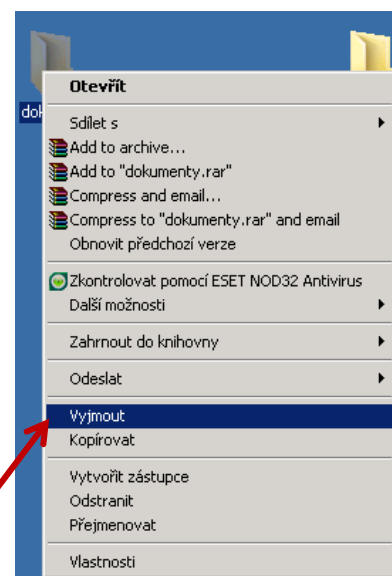 Otevřít
dok
Sdílet s
Add to archive...
Add to "dokumenty.rar"
Compress and email...
Compress to "dokumenty.rar" and email
Obnovit předchozí verze
Zkontrolovat pomocí ESET NOD32 Antivirus
Další možnosti
Zahrnout do knihovny
Odeslat
Vyjmout
Kopírovat
Vytvořit zástupce
Odstranit
Přejmenovat
Vlastnosti